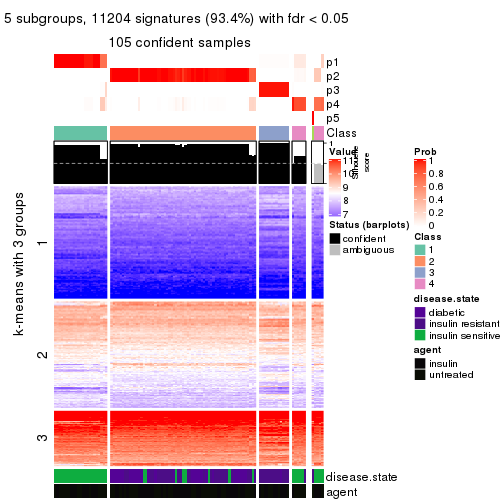 5 subgroups, 11204 signatures (93.4%) with fdr < 0.05
105 confident samples
p1
p2
p3
p4
p5
Class
1
Silhouette
score
k-means with 3 groups
1
2
3
disease.state
agent
Value
11
10
9
8
7
Status (barplots)
confident
ambiguous
Prob
1
0.8
0.6
0.4
0.2
0
Class
1
2
3
4
disease.state
diabetic
insulin resistant
insulin sensitive
agent
insulin
untreated